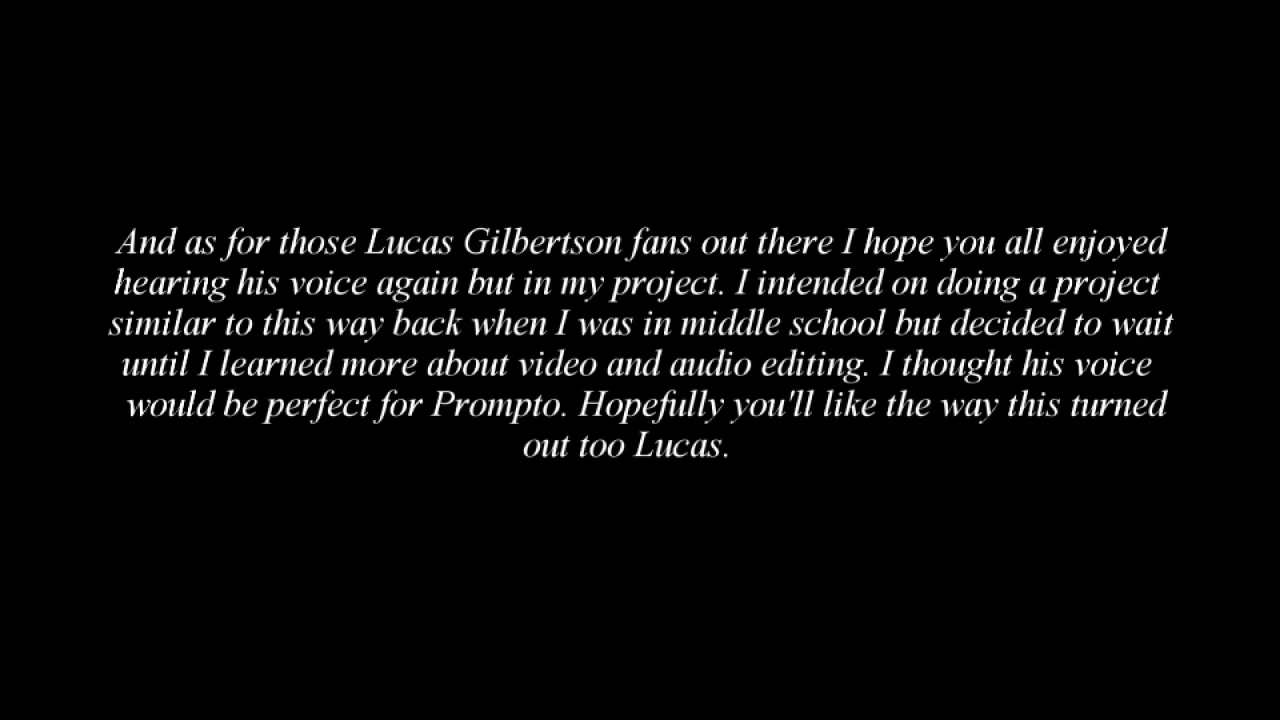 And as for those Lucas Gilbertson fans out there I hope you all enjoyed
hearing his voice again but in my project. I intended on doing a project
similar to this way back when I was in middle school but decided to wait
until I learned more about video and audio editing. I thought his voice
would be perfect for Prompto. Hopefully you'll like the way this turned
out too Lucas.